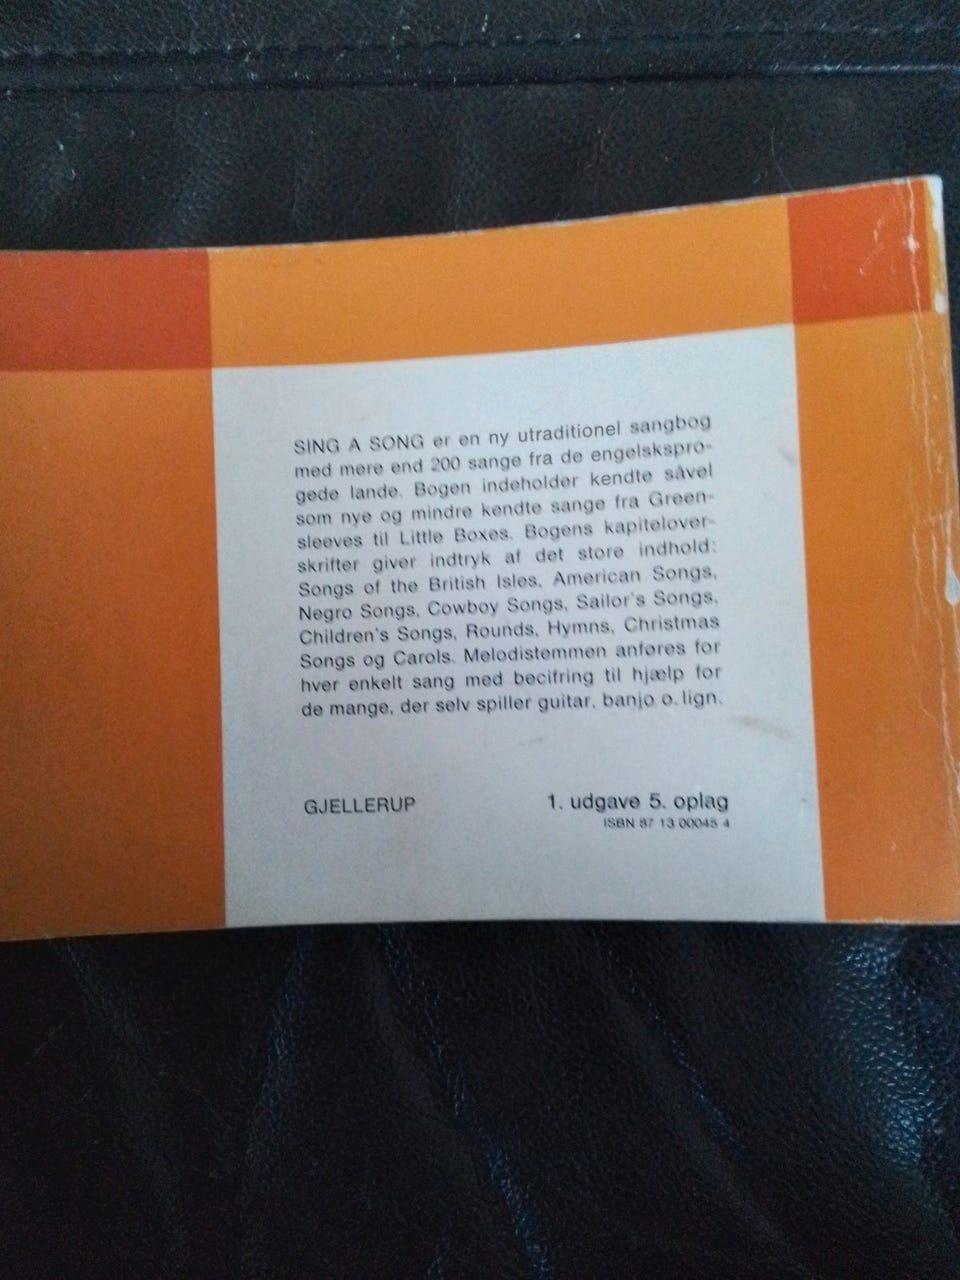 SING A SONG er en ny utraditionel sangbog
med mere end 200 sange fra de engelskspro-
gede lande. Bogen indeholder kendte såvel
som nye og mindre kendte sange fra Green-
sleeves til Little Boxes. Bogens kapitelover-
skrifter giver indtryk af det store indhold:
Songs of the British Isles, American Songs,
Negro Songs, Cowboy Songs, Sailor's Songs,
Children's Songs, Rounds, Hymns, Christmas
Songs og Carols. Melodistemmen anføres for
hver enkelt sang med becifring til hjælp for
de mange, der selv spiller guitar, banjo o. lign.
GJELLERUP
1. udgave 5. oplag
ISBN 87 13 00045 4